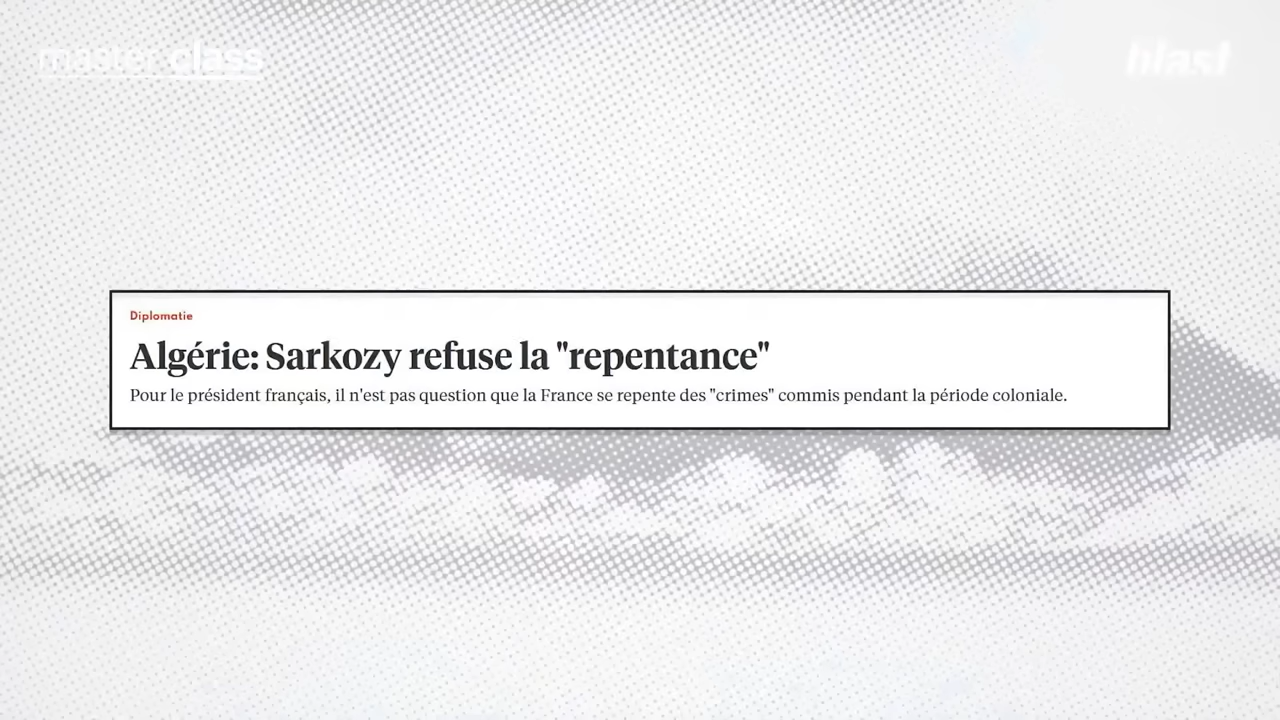 master class
blast
Diplomatie
Algérie: Sarkozy refuse la "repentance"
Pour le président français, il n'est pas question que la France se repente des "crimes" commis pendant la période coloniale.